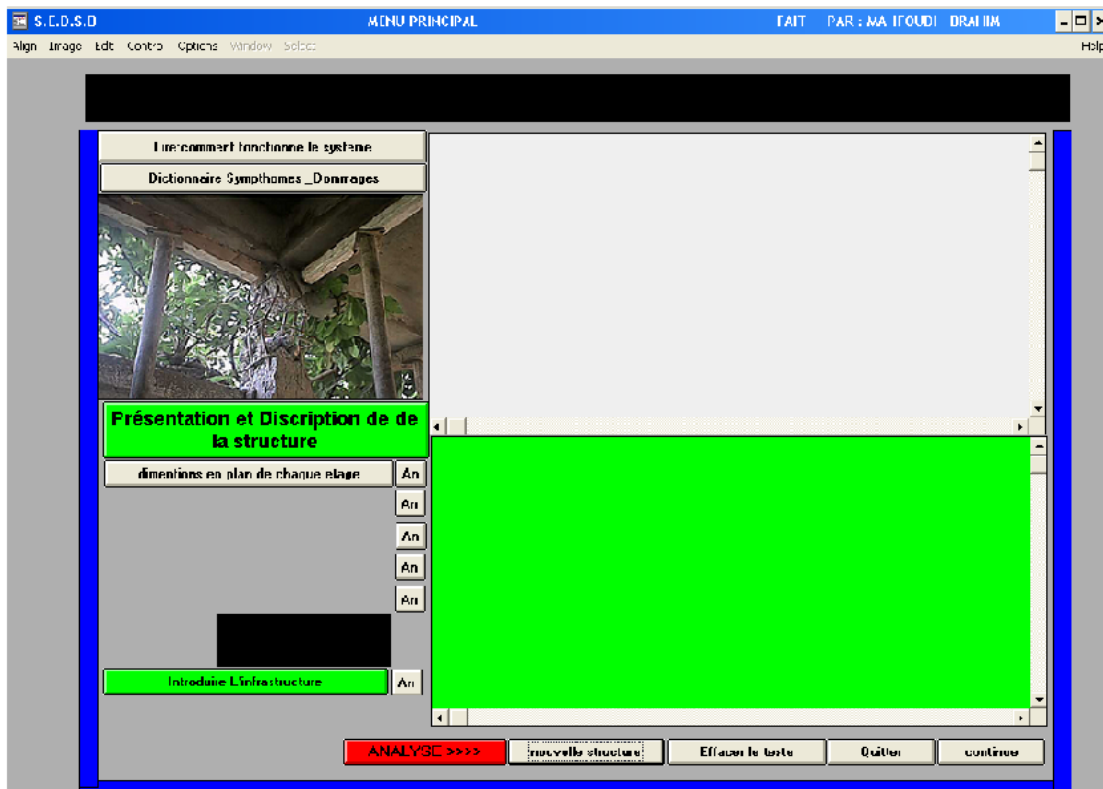 S.E.D.S.D MENU PRINCIPAL FAIT PAR : BRAHIM
Align Image Edit Control Options Window Select Help
Lire:comment fonctionne le systeme
Dictionnaire Sympthomes _Dommages
Présentation et Discription de de
la structure
dimentions en plan de chaque etage An
An
An
An
An
Introduire L'infrastructure An
ANALYSE >>>> nouvelle structure Effacer le texte Quitter continue